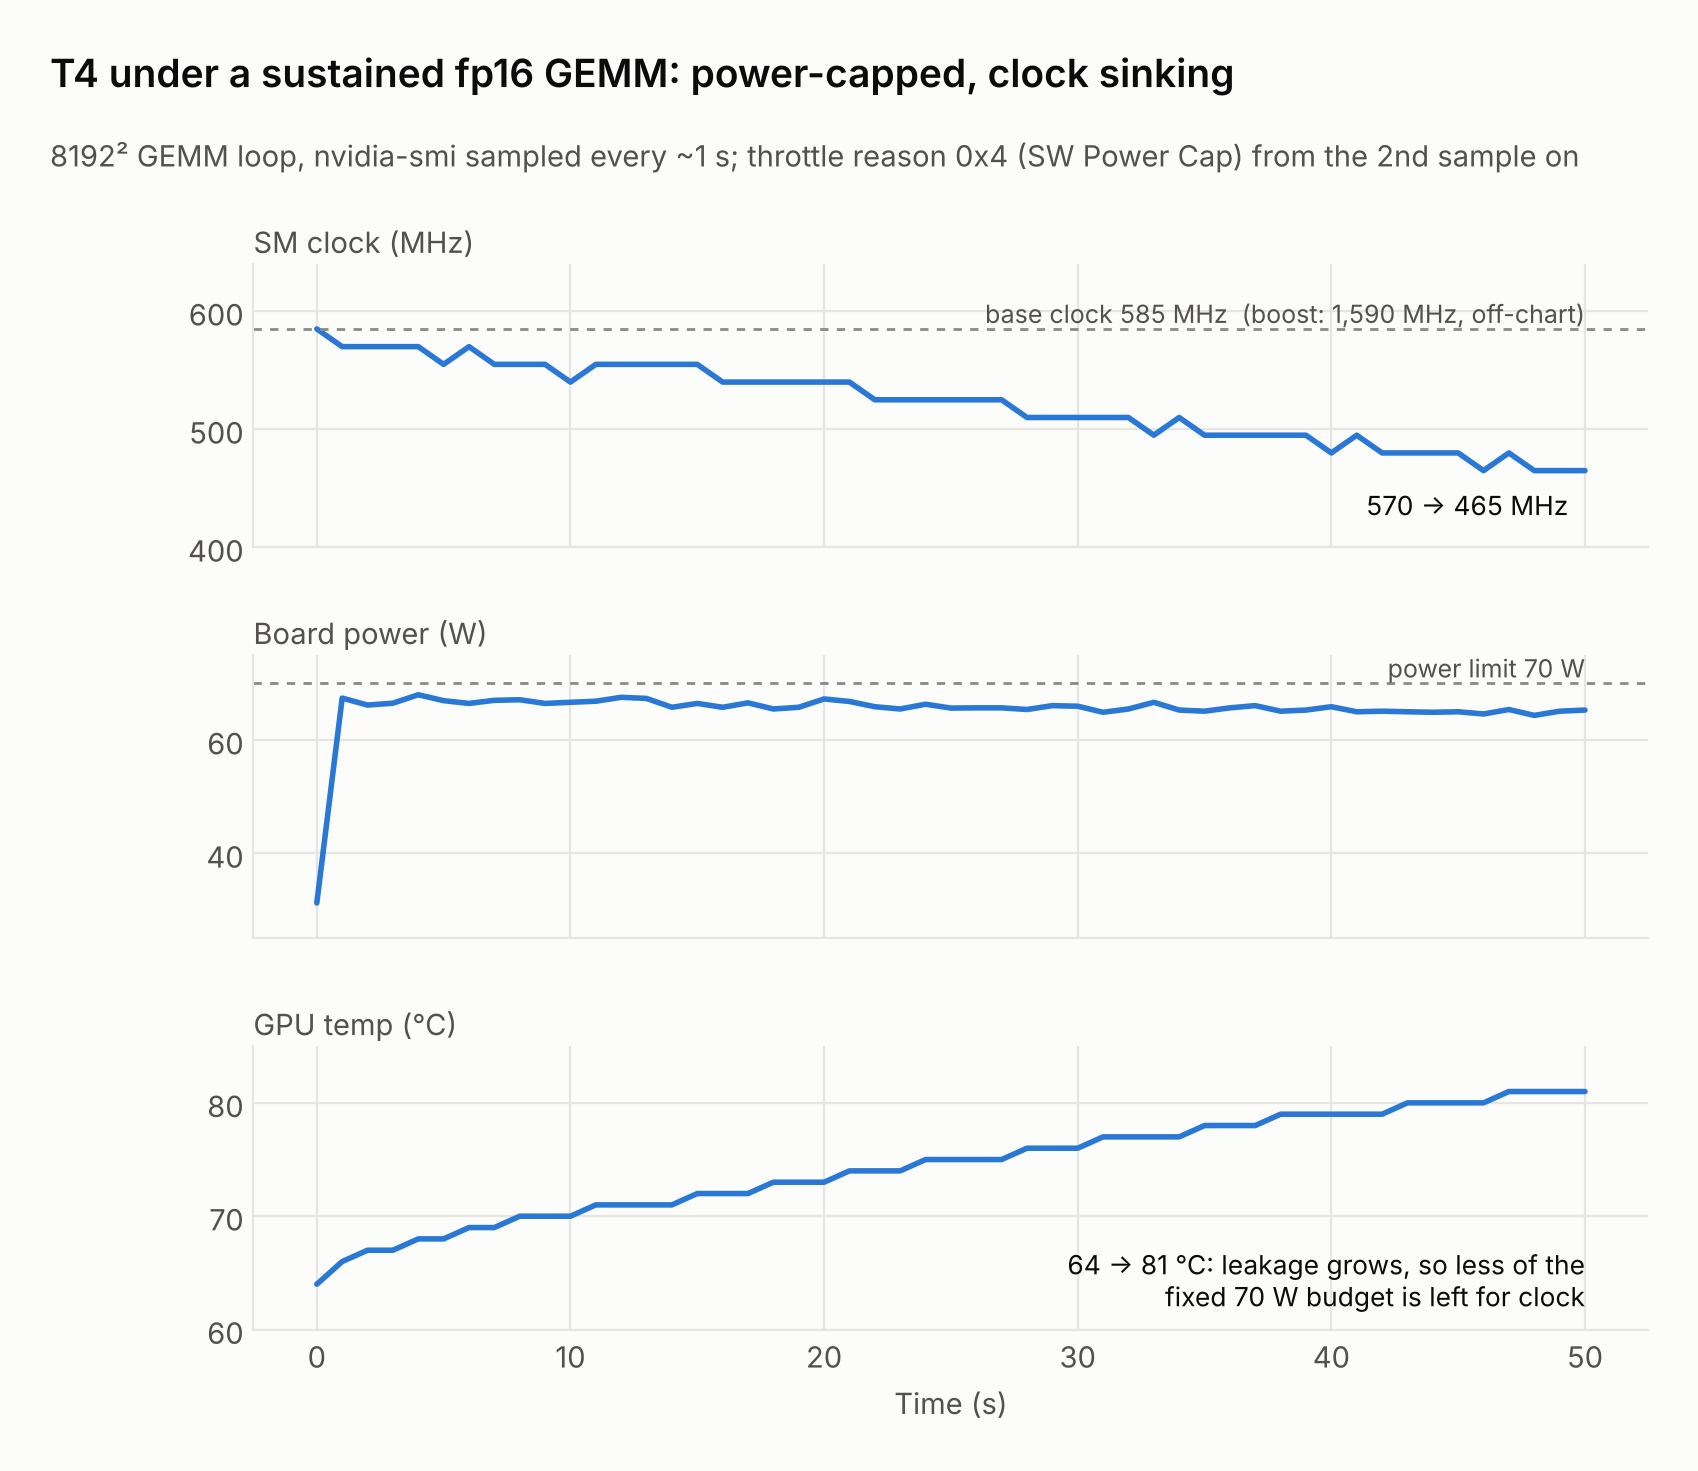 T4 under a sustained fp16 GEMM: power-capped, clock sinking
8192² GEMM loop, nvidia-smi sampled every ~1 s; throttle reason 0x4 (SW Power Cap) from the 2nd sample on
SM clock (MHz)
600
base clock 585 MHz (boost: 1,590 MHz, off-chart)
500
570 → 465 MHz
400
Board power (W)
power limit 70 W
60
40
GPU temp (°C)
80
70
64 → 81 °C: leakage grows, so less of the
fixed 70 W budget is left for clock
60
0 10 20 30 40 50
Time (s)